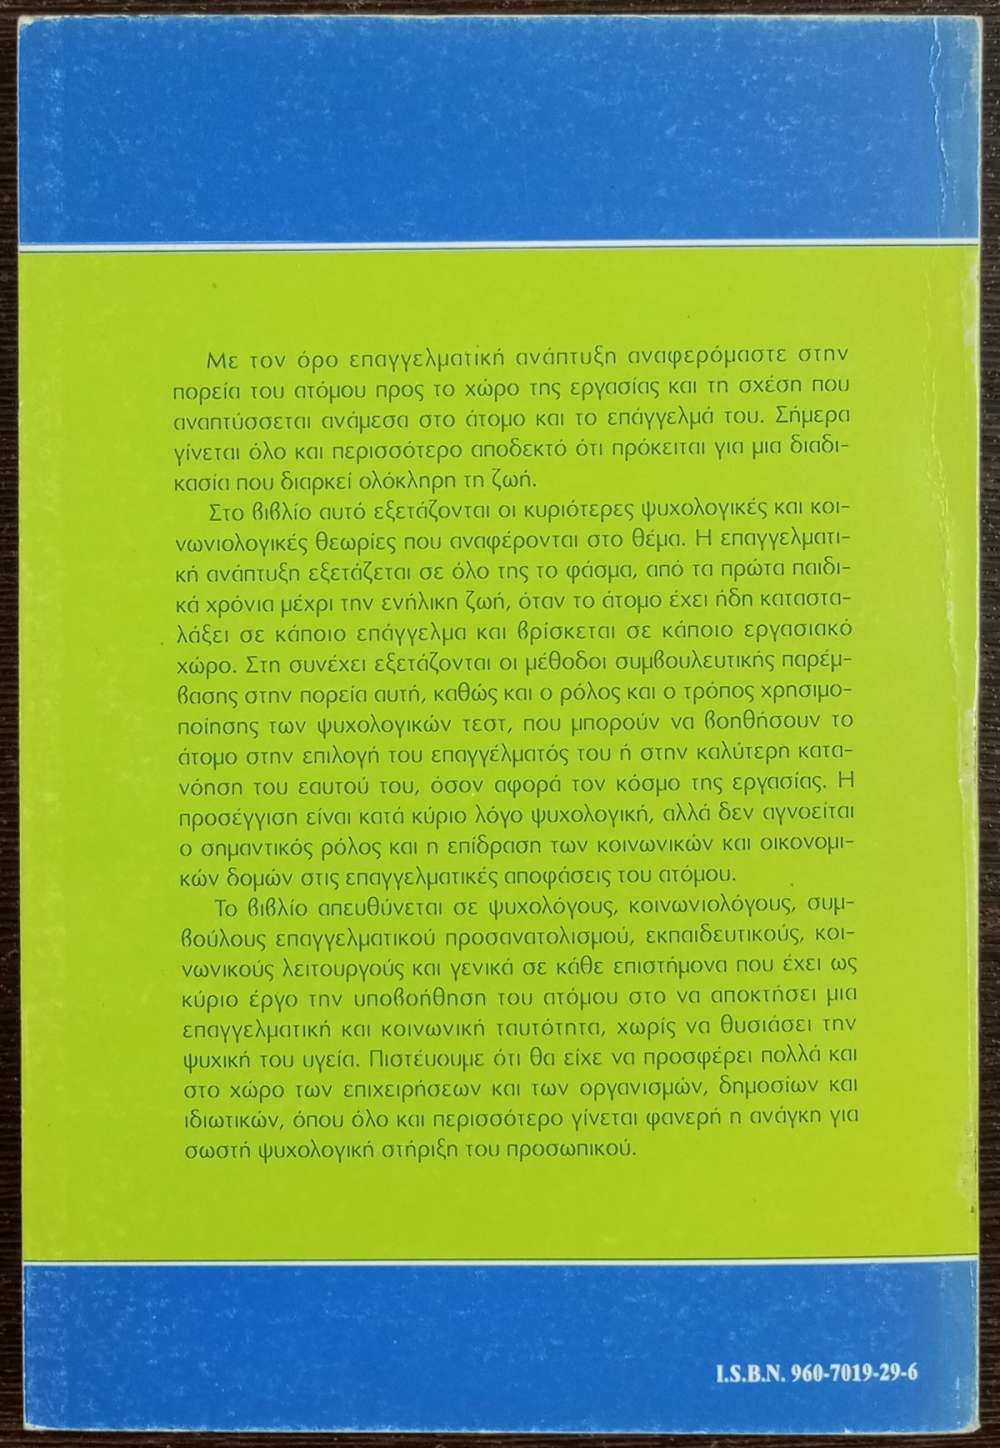 Με τον όρο επαγγελματική ανάπτυξη αναφερόμαστε στην
πορεία του ατόμου προς το χώρο της εργασίας και τη σχέση που
αναπτύσσεται ανάμεσα στο άτομο και το επάγγελμά του. Σήμερα
γίνεται όλο και περισσότερο αποδεκτό ότι πρόκειται για μια διαδι-
κασία που διαρκεί ολόκληρη τη ζωή.
Στο βιβλίο αυτό εξετάζονται οι κυριότερες ψυχολογικές και κοι-
νωνιολογικές θεωρίες που αναφέρονται στο θέμα. Η επαγγελματι-
κή ανάπτυξη εξετάζεται σε όλο της το φάσμα, από τα πρώτα παιδι-
κά χρόνια μέχρι την ενήλικη ζωή, όταν το άτομο έχει ήδη κατασta-
λάξει σε κάποιο επάγγελμα και βρίσκεται σε κάποιο εργασιακό
χώρο. Στη συνέχει εξετάζονται οι μέθοδοι συμβουλευτικής παρέμ-
βασης στην πορεία αυτή, καθώς και ο ρόλος και ο τρόπος χρησιμο-
ποίησης των ψυχολογικών τεστ, που μπορούν να βοηθήσουν το
άτομο στην επιλογή του επαγγέλματός του ή στην καλύτερη κατα-
νόηση του εαυτού του, όσον αφορά τον κόσμο της εργασίας. Η
προσέγγιση είναι κατά κύριο λόγο ψυχολογική, αλλά δεν αγνοείται
ο σημαντικός ρόλος και η επίδραση των κοινωνικών και οικονομι-
κών δομών στις επαγγελματικές αποφάσεις του ατόμου.
Το βιβλίο απευθύνεται σε ψυχολόγους, κοινωνιολόγους, συμ-
βούλους επαγγελματικού προσανατολισμού, εκπαιδευτικούς, κοι-
νωνικούς λειτουργούς και γενικά σε κάθε επιστήμονα που έχει ως
κύριο έργο την υποβοήθηση του ατόμου στο να αποκτήσει μια
επαγγελματική και κοινωνική ταυτότητα, χωρίς να θυσιάσει την
ψυχική του υγεία. Πιστέυουμε ότι θα είχε να προσφέρει πολλά και
στο χώρο των επιχειρήσεων και των οργανισμών, δημοσίων και
ιδιωτικών, όπου όλο και περισσότερο γίνεται φανερή η ανάγκη για
σωστή ψυχολογική στήριξη του προσωπικού.
I.S.B.N. 960-7019-29-6